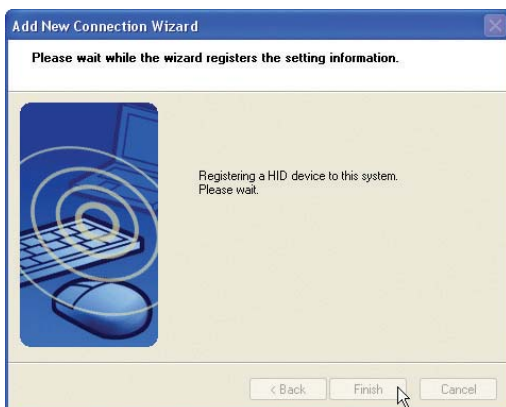 Add New Connection Wizard
Please wait while the wizard registers the setting information.
Registering a HID device to this system.
Please wait.
< Back
Finish
Cancel